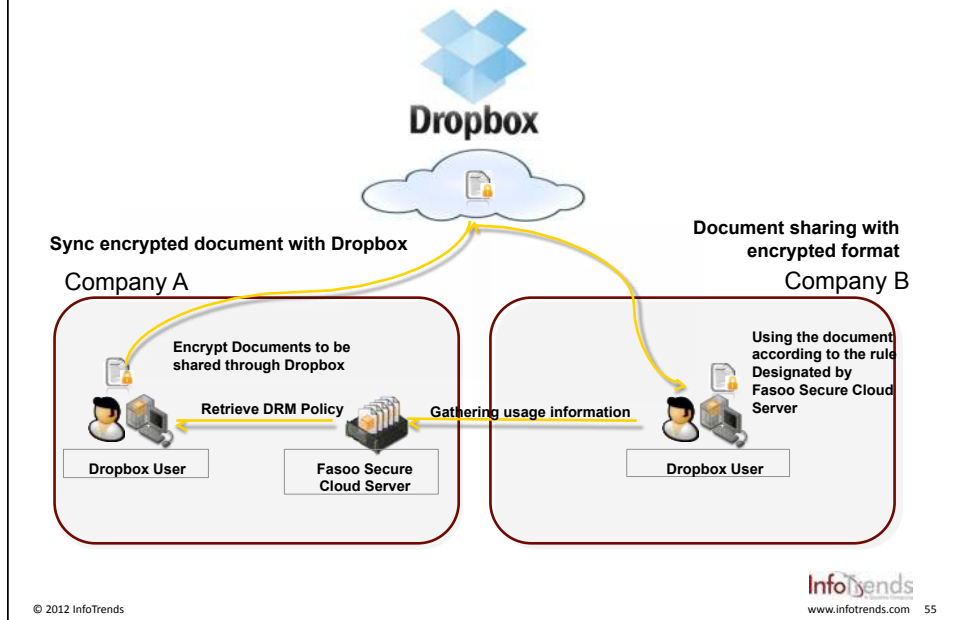 Dropbox
Sync encrypted document with Dropbox
Document sharing with
encrypted format
Company A
Company B
Encrypt Documents to be
shared through Dropbox
Using the document
according to the rule
Designated by
Fasoo Secure Cloud
Server
Retrieve DRM Policy
Gathering usage information
Dropbox User
Fasoo Secure
Cloud Server
Dropbox User
InfoTrends
© 2012 InfoTrends
www.infotrends.com 55